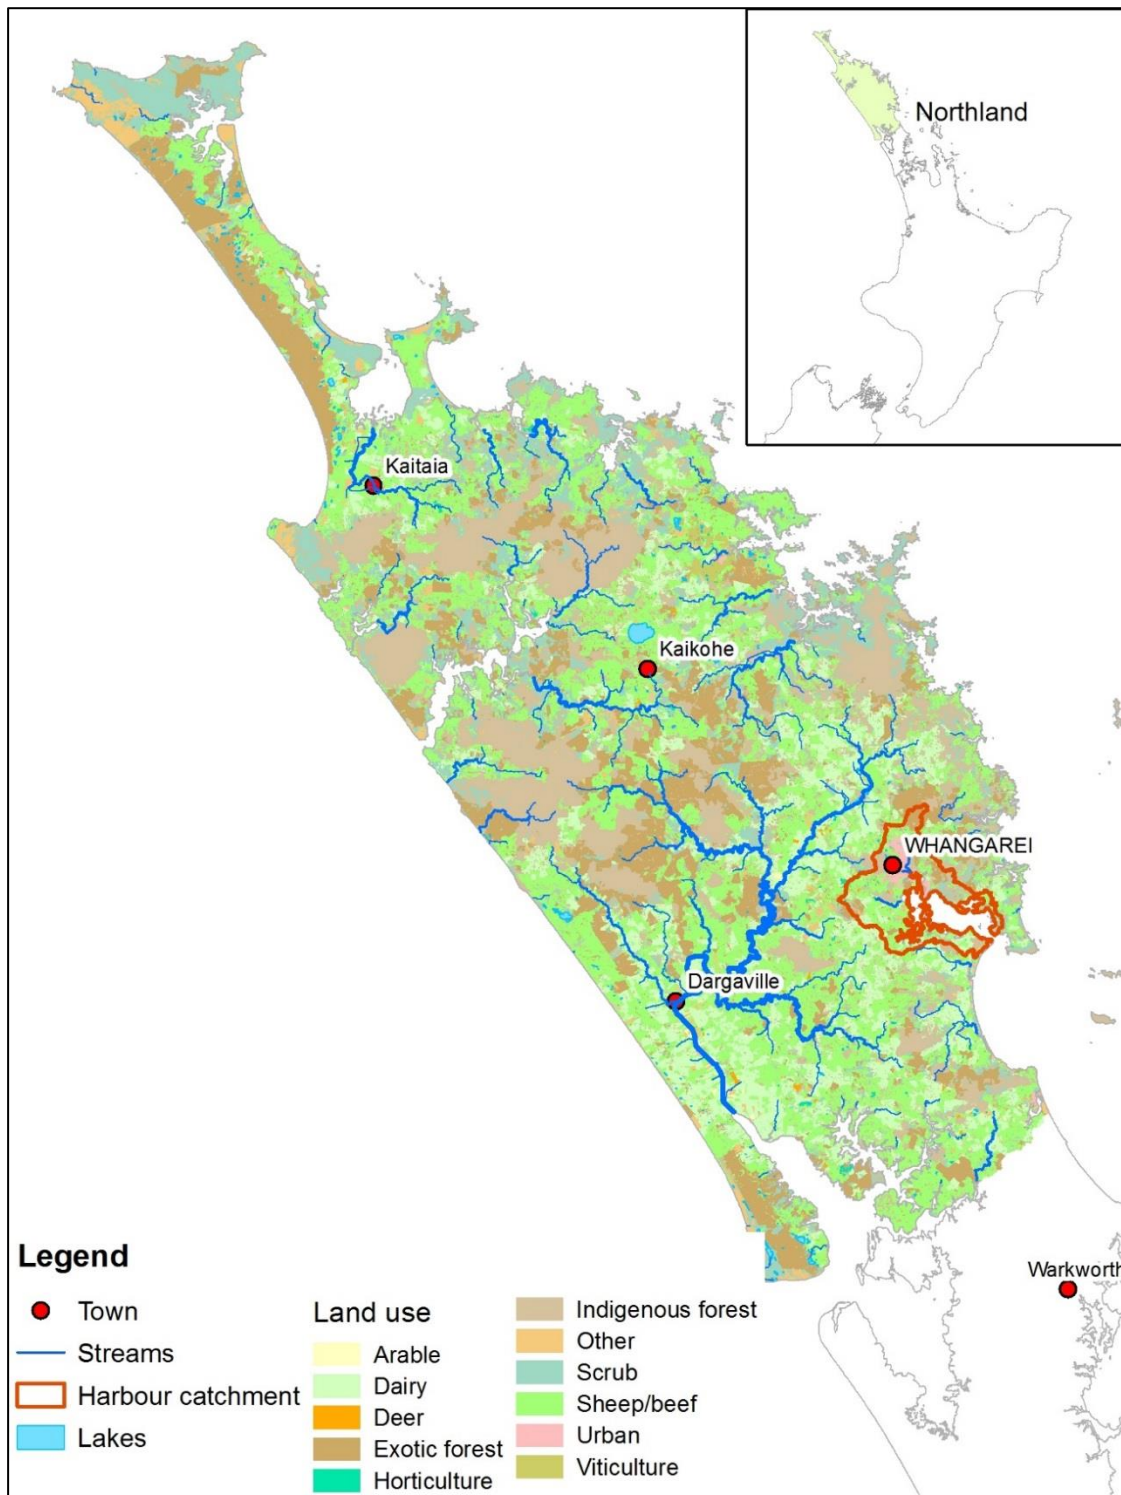 Northland
Kaitaia
Kaikohe
WHANGAREI
Dargaville
Warkworth
Legend
Town
Streams
Harbour catchment
Lakes
Land use
Arable
Dairy
Deer
Exotic forest
Horticulture
Indigenous forest
Other
Scrub
Sheep/beef
Urban
Viticulture